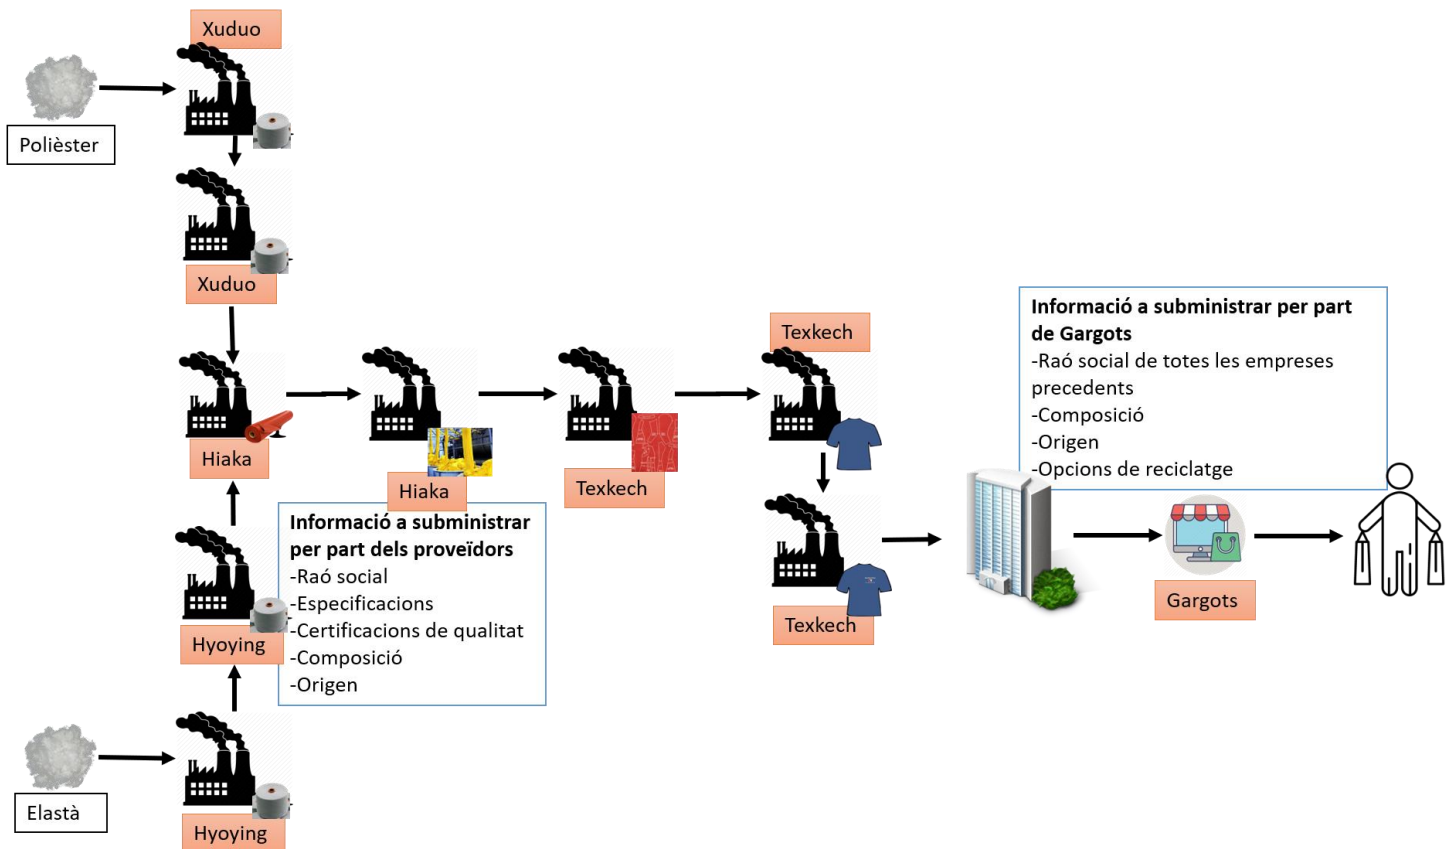 Xuduo
Polièster
Xuduo
Hiaka
Hiaka
Texkech
Texkech
Texkech
Informació a subministrar
per part dels proveïdors
-Raó social
-Especificacions
-Certificacions de qualitat
-Composició
-Origen
Hyoying
Elastà
Hyoying
Informació a subministrar per part
de Gargots
-Raó social de totes les empreses
precedents
-Composició
-Origen
-Opcions de reciclatge
Gargots